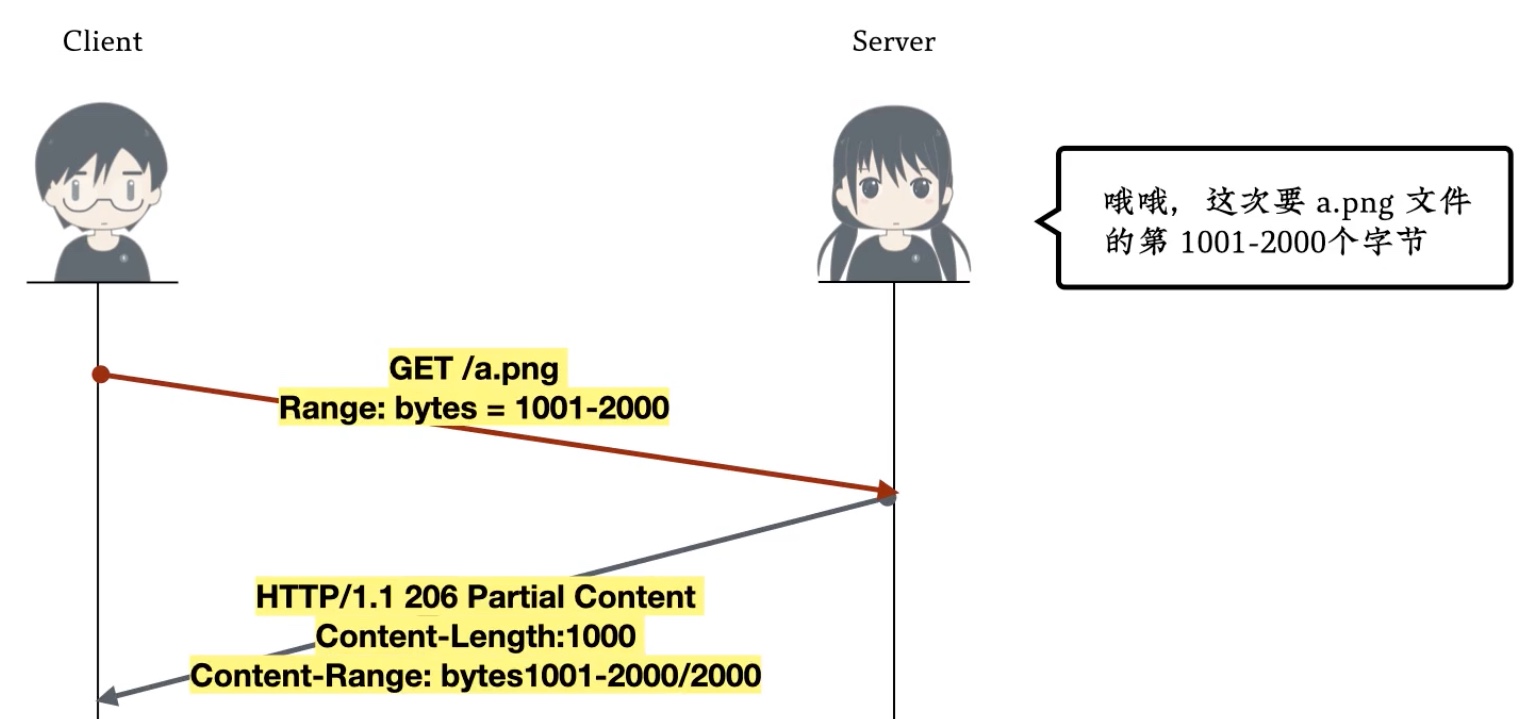 Client
Server
哦哦，这次要 a.png 文件
的第 1001-2000个字节
GET /a.png
Range: bytes = 1001-2000
HTTP/1.1 206 Partial Content
Content-Length:1000
Content-Range: bytes1001-2000/2000